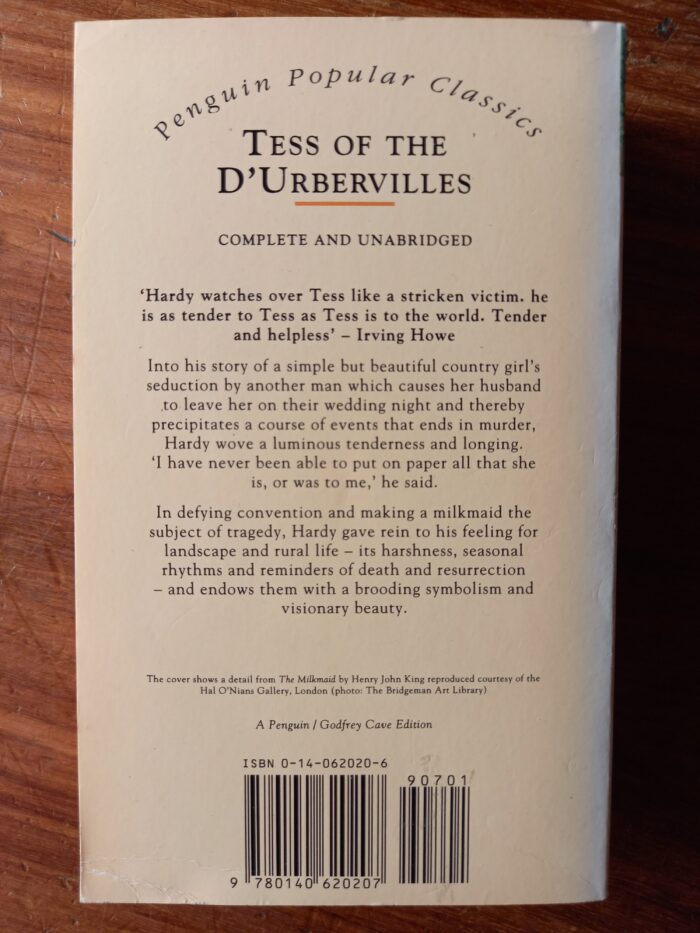 Penguin Popular Classics
TESS OF THE
D'URBERVILLES
COMPLETE AND UNABRIDGED
'Hardy watches over Tess like a stricken victim. he
is as tender to Tess as Tess is to the world. Tender
and helpless' – Irving Howe
Into his story of a simple but beautiful country girl's
seduction by another man which causes her husband
to leave her on their wedding night and thereby
precipitates a course of events that ends in murder,
Hardy wove a luminous tenderness and longing.
'I have never been able to put on paper all that she
is, or was to me,' he said.
In defying convention and making a milkmaid the
subject of tragedy, Hardy gave rein to his feeling for
landscape and rural life – its harshness, seasonal
rhythms and reminders of death and resurrection
– and endows them with a brooding symbolism and
visionary beauty.
The cover shows a detail from The Milkmaid by Henry John King reproduced courtesy of the
Hal O'Nians Gallery, London (photo: The Bridgeman Art Library)
A Penguin / Godfrey Cave Edition
ISBN 0-14-062020-6
90701
9 780140 620207